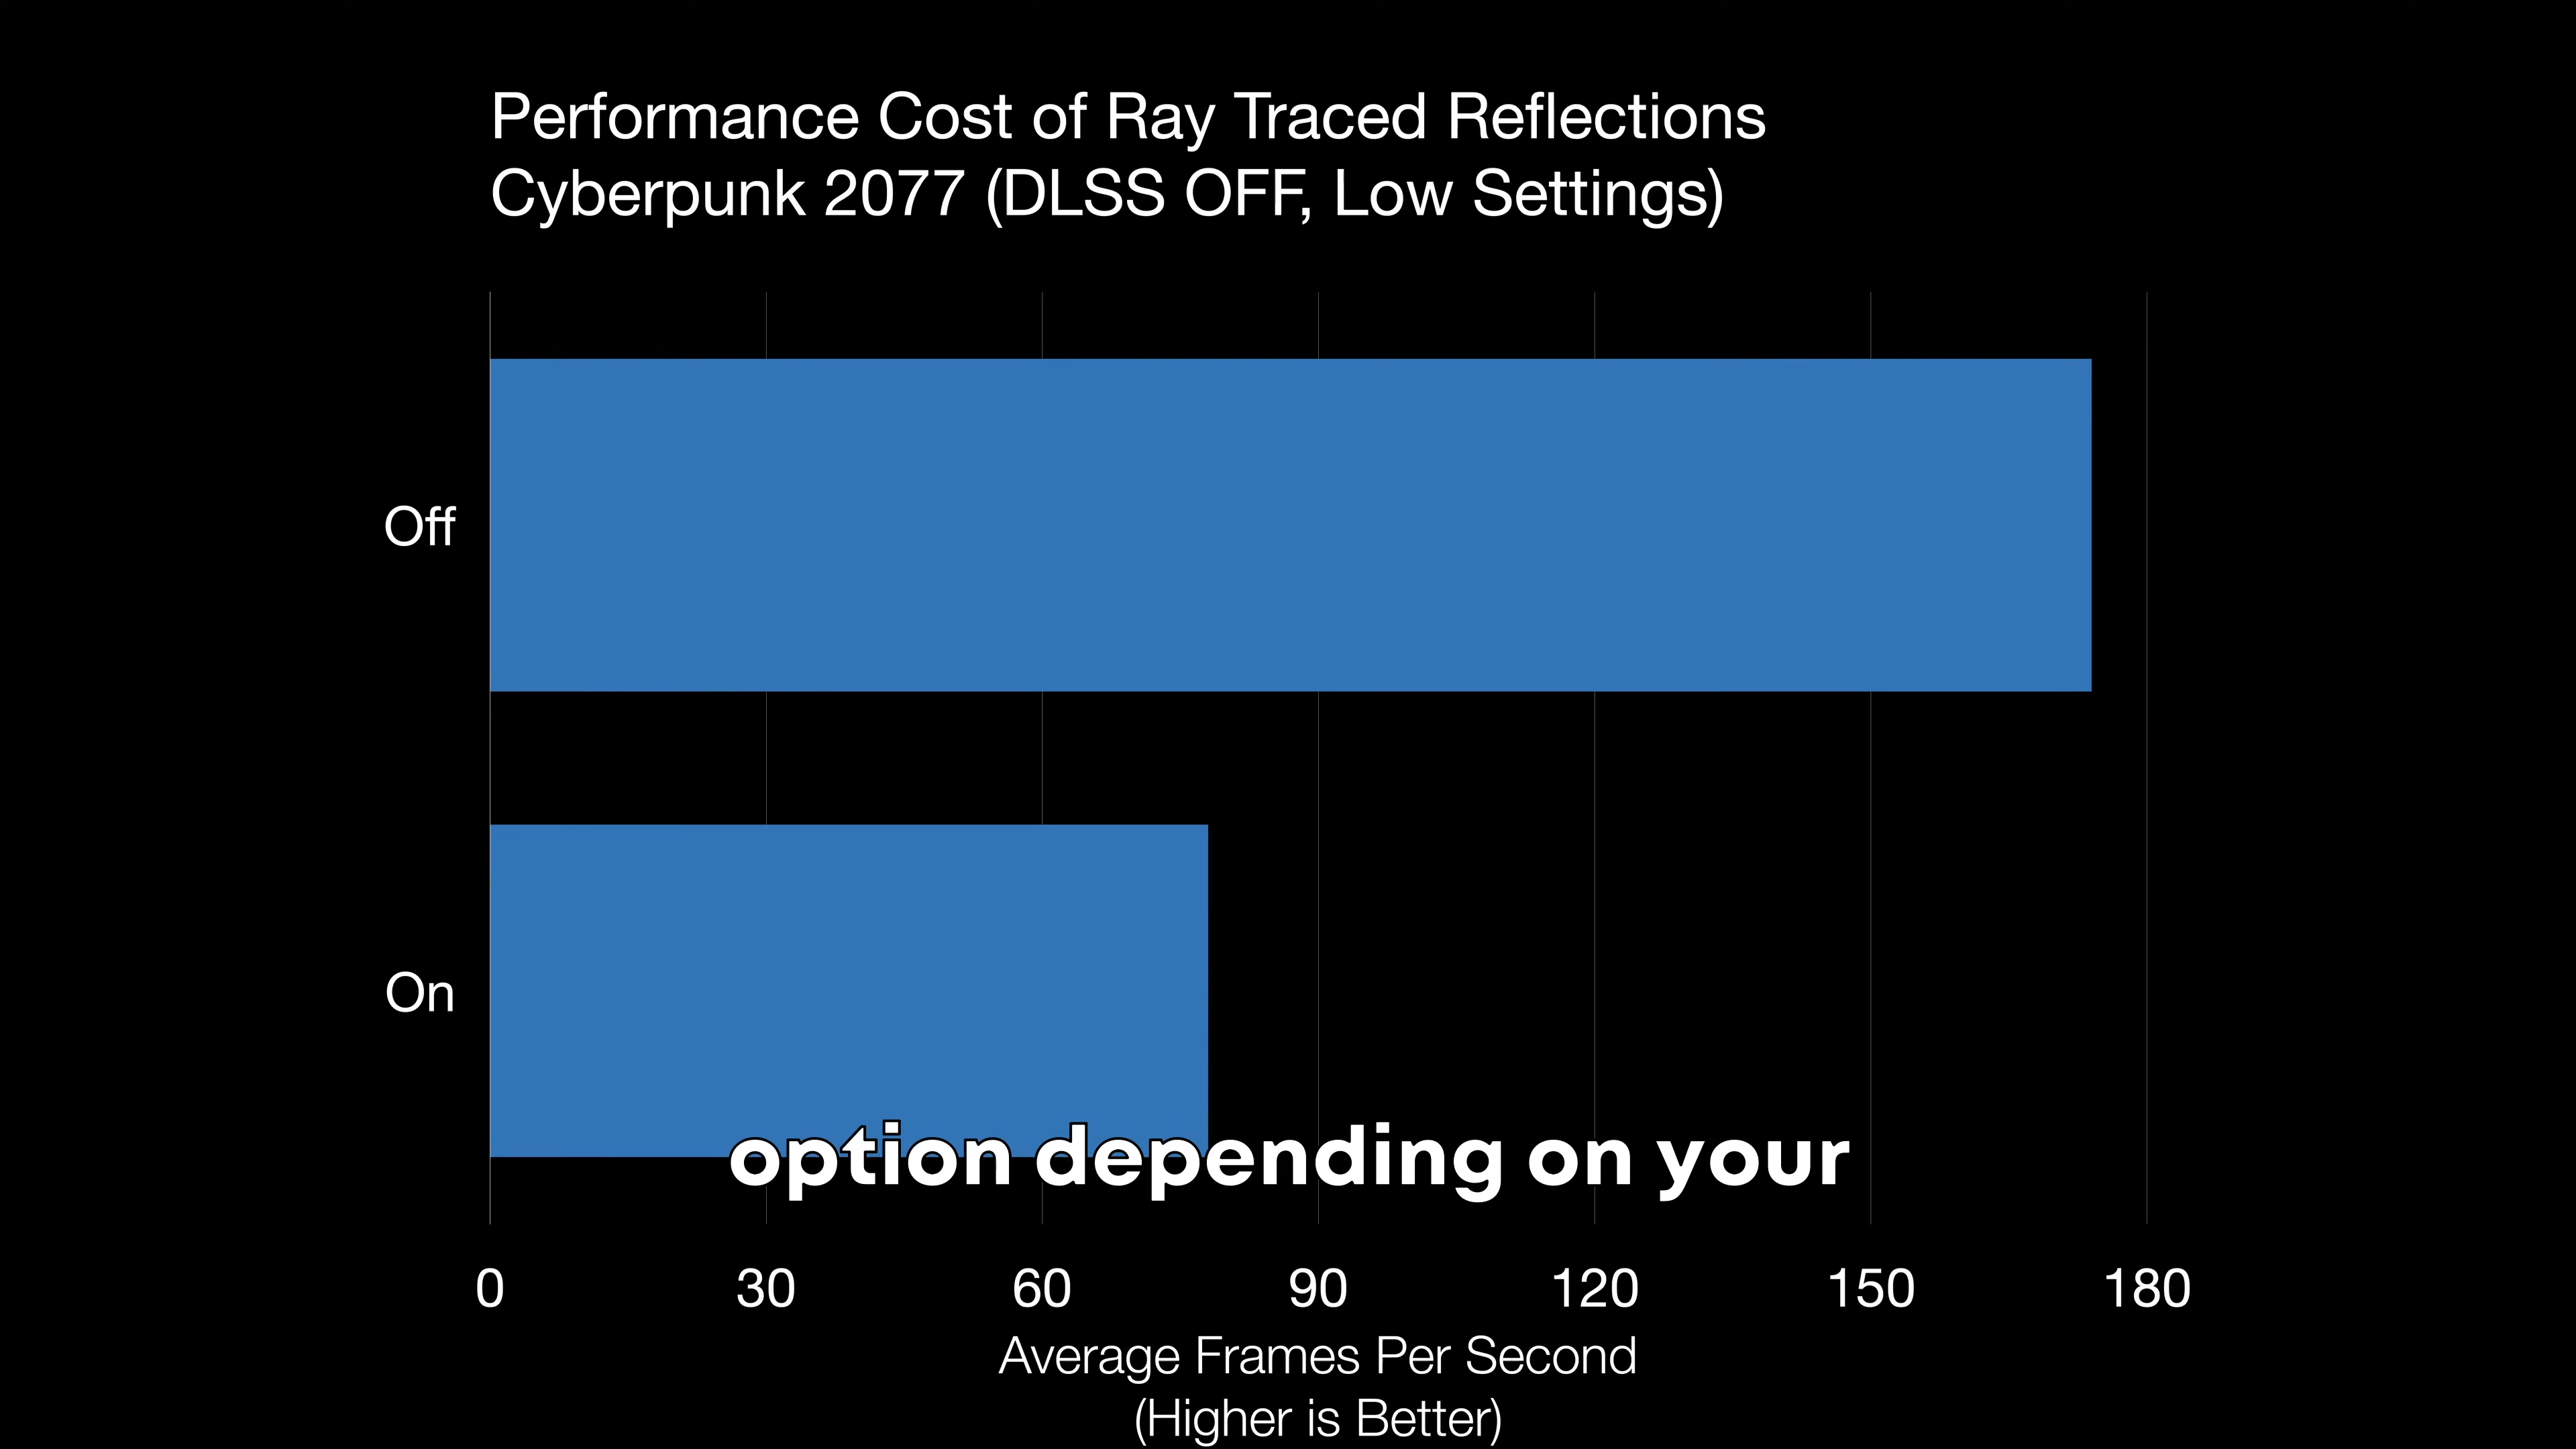 Performance Cost of Ray Traced Reflections
Cyberpunk 2077 (DLSS OFF, Low Settings)
Off
On
option depending on your
0 30 60 90 120 150 180
Average Frames Per Second
(Higher is Better)